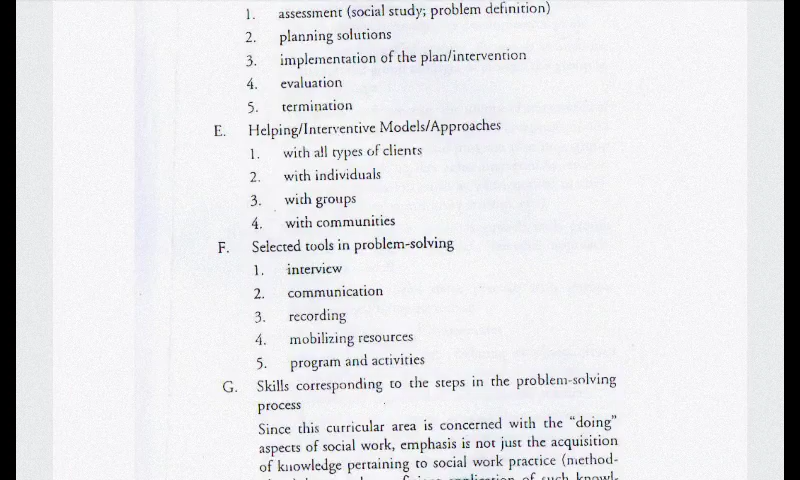 1. assessment (social study; problem definition)
2. planning solutions
3. implementation of the plan/intervention
4. evaluation
5. termination
E. Helping/Interventive Models/Approaches
1. with all types of clients
2. with individuals
3. with groups
4. with communities
F. Selected tools in problem-solving
1. interview
2. communication
3. recording
4. mobilizing resources
5. program and activities
G. Skills corresponding to the steps in the problem-solving
process
Since this curricular area is concerned with the “doing”
aspects of social work, emphasis is not just the acquisition
of knowledge pertaining to social work practice (method-
application of such knowl-